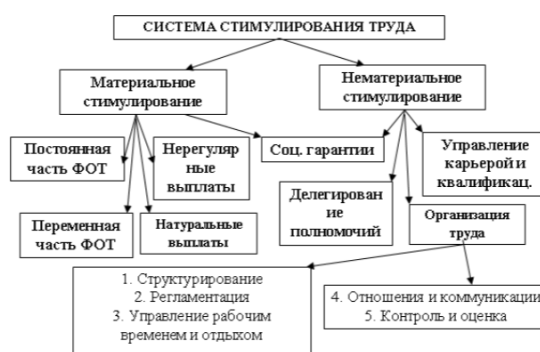 СИСТЕМА СТИМУЛИРОВАНИЯ ТРУДА
Материальное
стимулирование
Нематериальное
стимулирование
Постоянная
часть ФОТ
Нерегуляр
ные
выплаты
Соц. гарантии
Управление
карьерой и
квалификац.
Переменная
часть ФОТ
Натуральные
выплаты
Делегирован
ие
полномочий
Организация
труда
1. Структурирование
2. Регламентация
3. Управление рабочим
временем и отдыхом
4. Отношения и коммуникации
5. Контроль и оценка